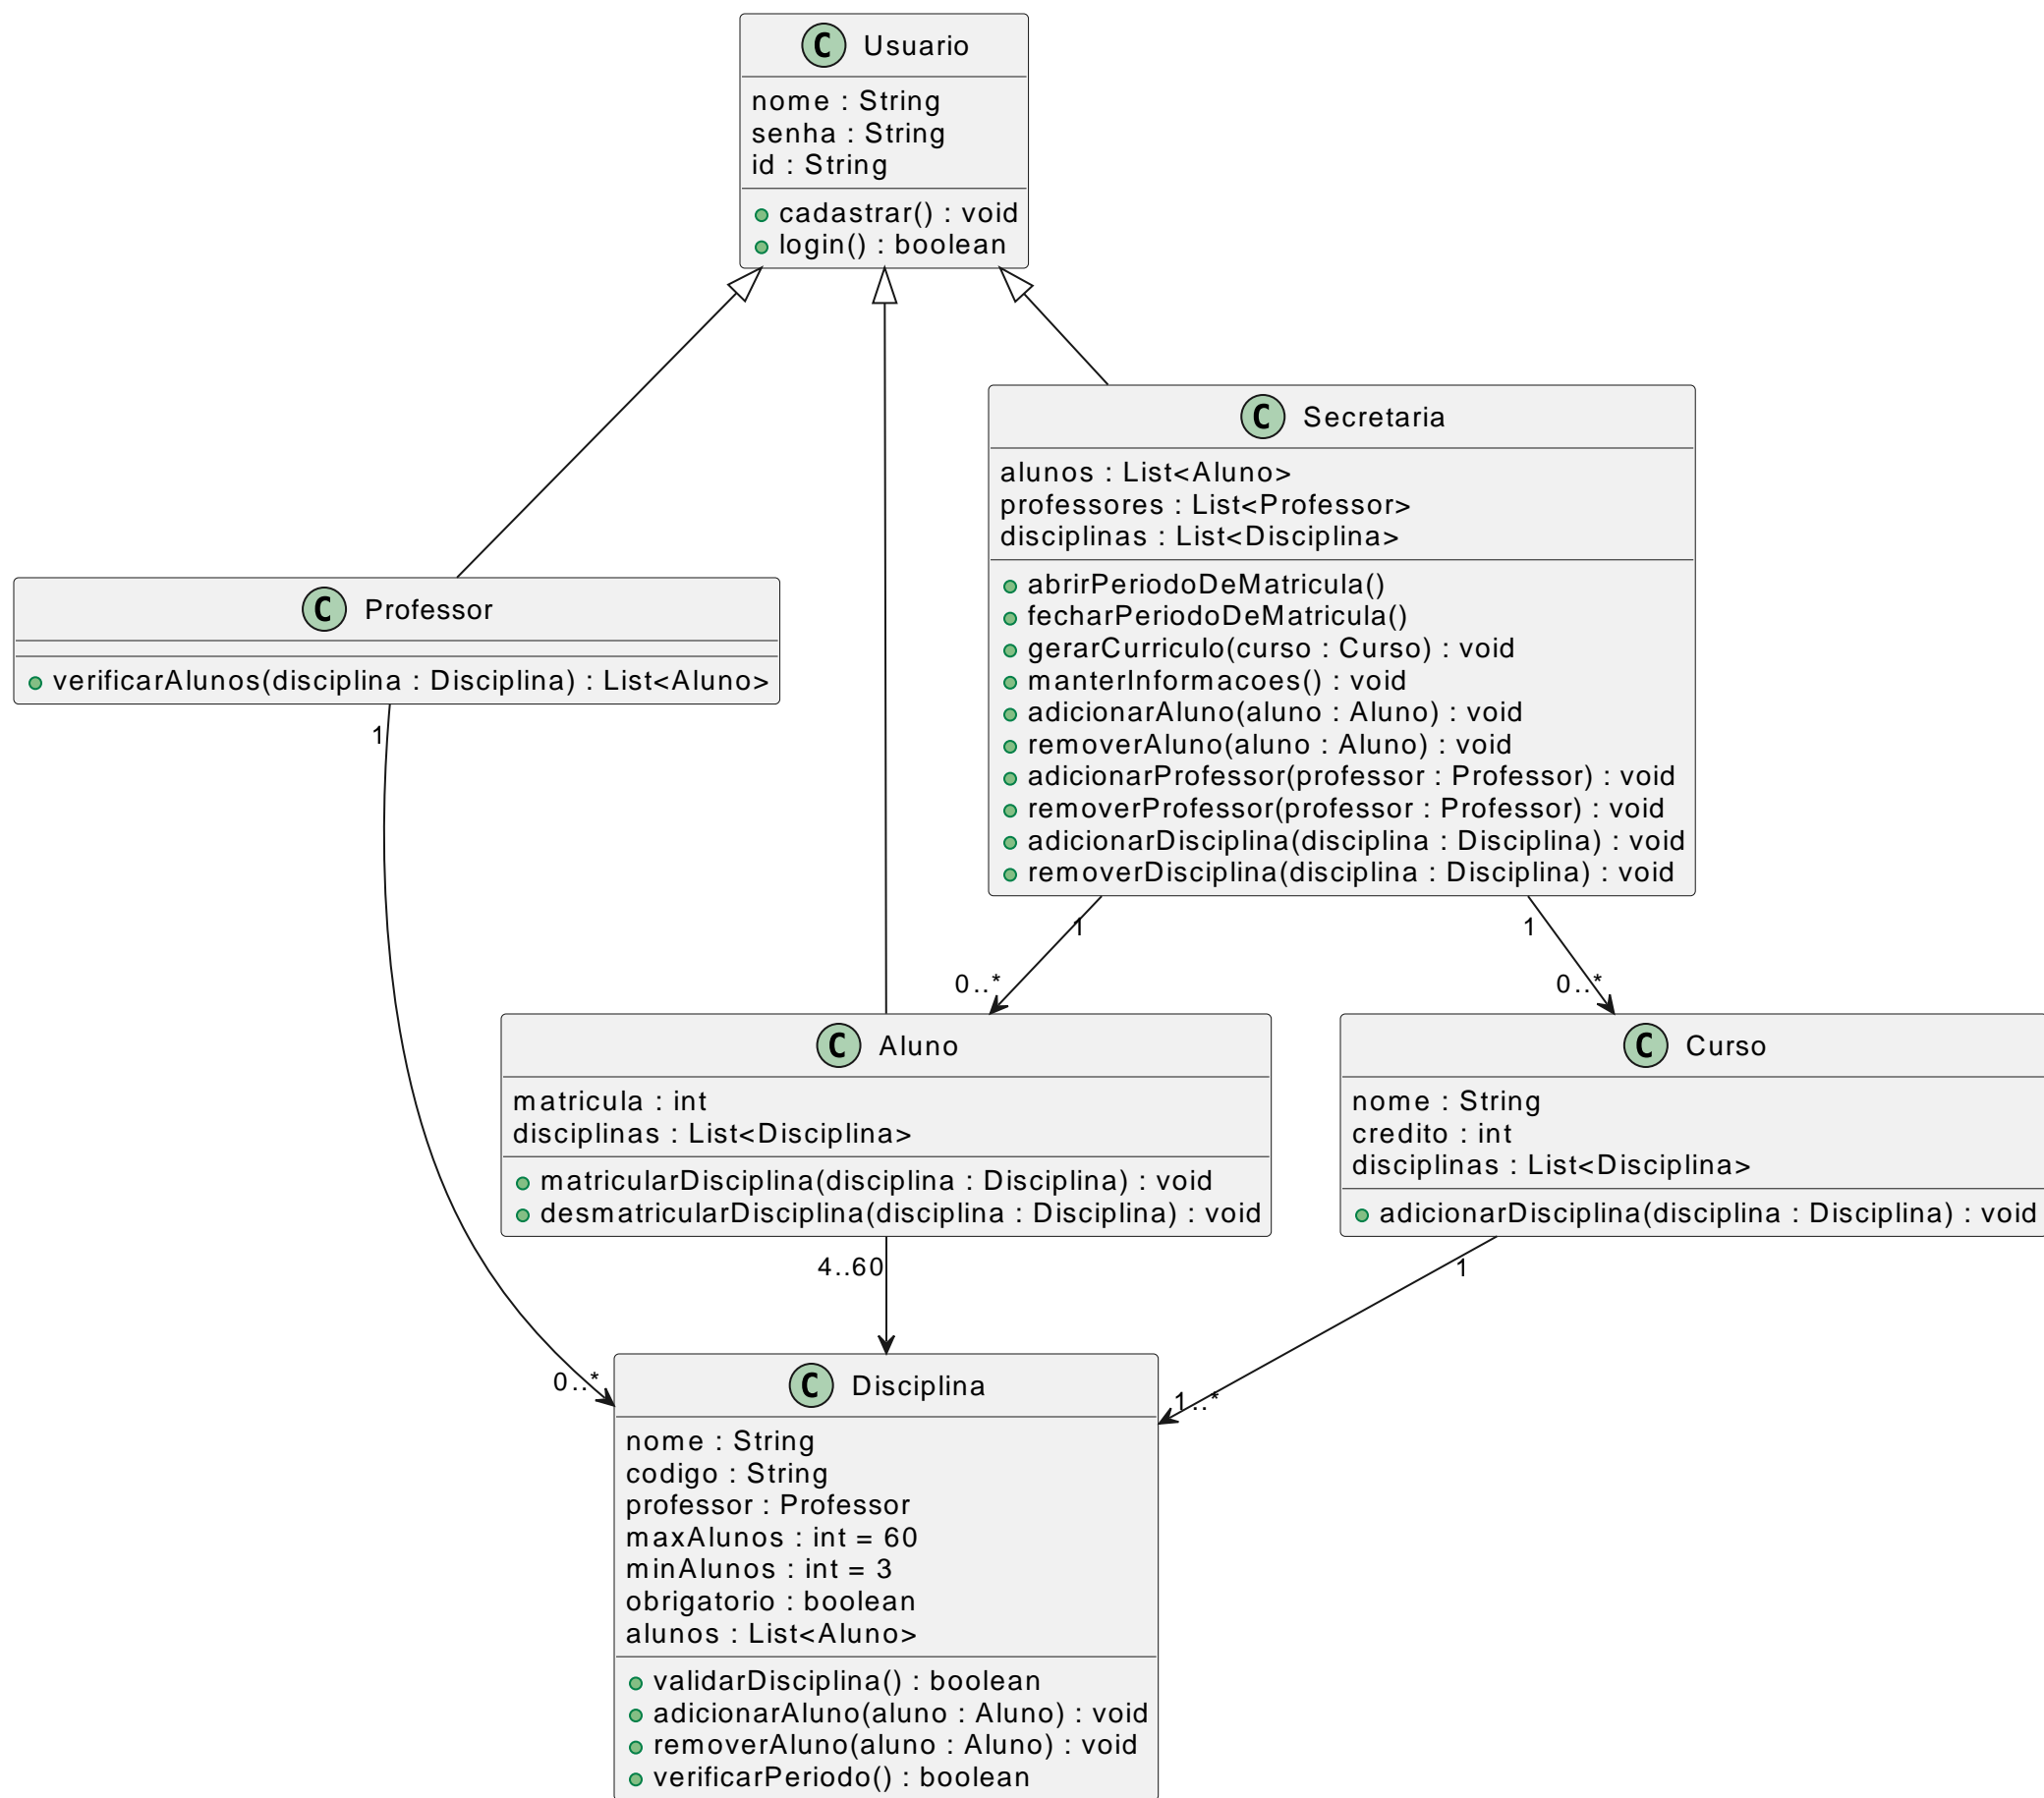 C Usuario
nome : String
senha : String
id : String
cadastrar() : void
login() : boolean
C Secretaria
alunos : List<Aluno>
professores : List<Professor>
disciplinas : List<Disciplina>
abrirPeriodoDeMatricula()
fecharPeriodoDeMatricula()
gerarCurriculo(curso : Curso) : void
manterInformacoes() : void
adicionarAluno(aluno : Aluno) : void
removerAluno(aluno : Aluno) : void
adicionarProfessor(professor : Professor) : void
removerProfessor(professor : Professor) : void
adicionarDisciplina(disciplina : Disciplina) : void
removerDisciplina(disciplina : Disciplina) : void
C Professor
verificarAlunos(disciplina : Disciplina) : List<Aluno>
1
1
1
0..*
0..*
C Aluno
matricula : int
disciplinas : List<Disciplina>
matricularDisciplina(disciplina : Disciplina) : void
desmatricularDisciplina(disciplina : Disciplina) : void
C Curso
nome : String
credito : int
disciplinas : List<Disciplina>
adicionarDisciplina(disciplina : Disciplina) : void
4..60
1
0..*
1..*
C Disciplina
nome : String
codigo : String
professor : Professor
maxAlunos : int = 60
minAlunos : int = 3
obrigatorio : boolean
alunos : List<Aluno>
validarDisciplina() : boolean
adicionarAluno(aluno : Aluno) : void
removerAluno(aluno : Aluno) : void
verificarPeriodo() : boolean